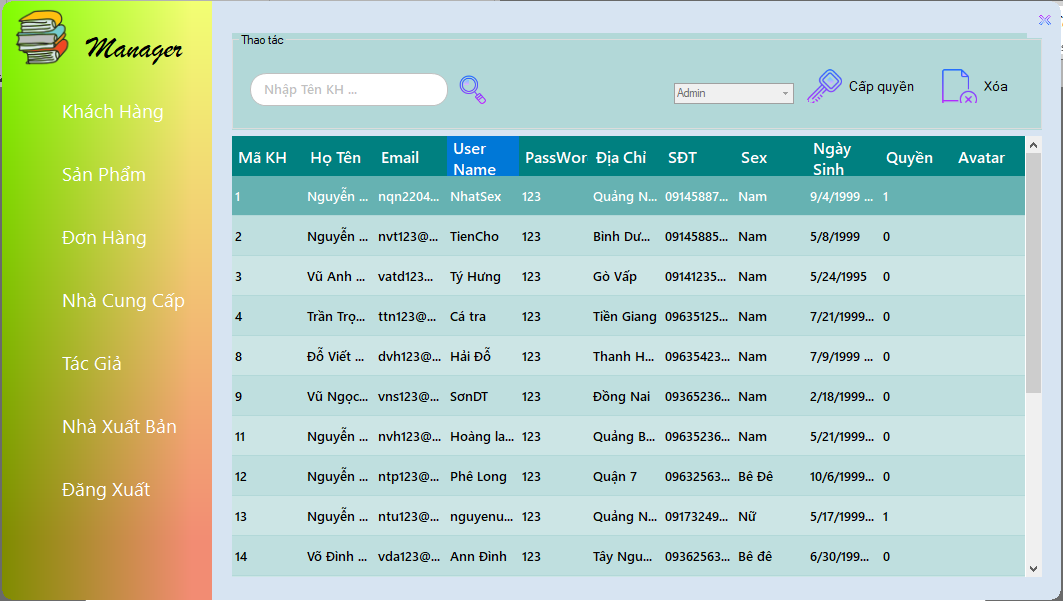 Manager
Khách Hàng
Sản Phẩm
Đơn Hàng
Nhà Cung Cấp
Tác Giả
Nhà Xuất Bản
Đăng Xuất
Thao tác
Nhập Tên KH ...
Admin
Cấp quyền
Xóa
Mã KH Họ Tên Email User Name PassWor Địa Chỉ SĐT Sex Ngày Sinh Quyền Avatar
1 Nguyễn ... nqn2204... NhatSex 123 Quảng N... 09145887... Nam 9/4/1999 ... 1
2 Nguyễn ... nvt123@... TienCho 123 Bình Dư... 09145885... Nam 5/8/1999 0
3 Vũ Anh ... vatd123... Tý Hưng 123 Gò Vấp 09141235... Nam 5/24/1995 0
4 Trần Trọ... ttn123@... Cá tra 123 Tiền Giang 09635125... Nam 7/21/1999... 0
8 Đỗ Viết ... dvh123@... Hải Đỗ 123 Thanh H... 09635423... Nam 7/9/1999 ... 0
9 Vũ Ngọc... vns123@... SơnDT 123 Đồng Nai 09365236... Nam 2/18/1999... 0
11 Nguyễn ... nvh123@... Hoàng la... 123 Quảng B... 09635236... Nam 5/21/1999... 0
12 Nguyễn ... ntp123@... Phê Long 123 Quận 7 09632563... Bê Đê 10/6/1999... 0
13 Nguyễn ... ntu123@... nguyenu... 123 Quảng N... 09173249... Nữ 5/17/1999... 1
14 Võ Đình ... vda123@... Ann Đình 123 Tây Ngu... 09362563... Bê đê 6/30/199... 0